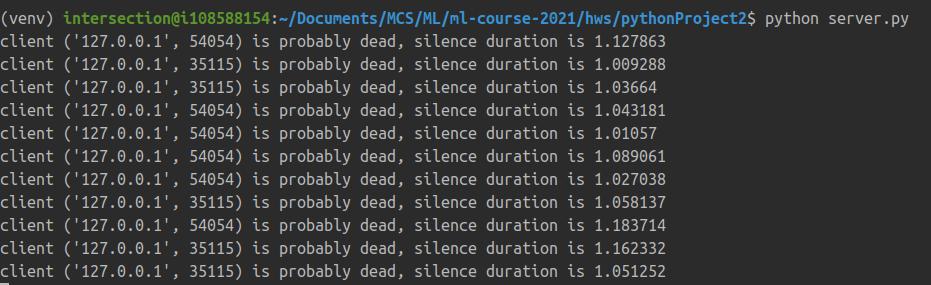 (venv) intersection@i108588154:~/Documents/MCS/ML/ml-course-2021/hws/pythonProject2$ python server.py
client ('127.0.0.1', 54054) is probably dead, silence duration is 1.127863
client ('127.0.0.1', 35115) is probably dead, silence duration is 1.009288
client ('127.0.0.1', 35115) is probably dead, silence duration is 1.03664
client ('127.0.0.1', 54054) is probably dead, silence duration is 1.043181
client ('127.0.0.1', 54054) is probably dead, silence duration is 1.01057
client ('127.0.0.1', 54054) is probably dead, silence duration is 1.089061
client ('127.0.0.1', 54054) is probably dead, silence duration is 1.027038
client ('127.0.0.1', 35115) is probably dead, silence duration is 1.058137
client ('127.0.0.1', 54054) is probably dead, silence duration is 1.183714
client ('127.0.0.1', 35115) is probably dead, silence duration is 1.162332
client ('127.0.0.1', 35115) is probably dead, silence duration is 1.051252